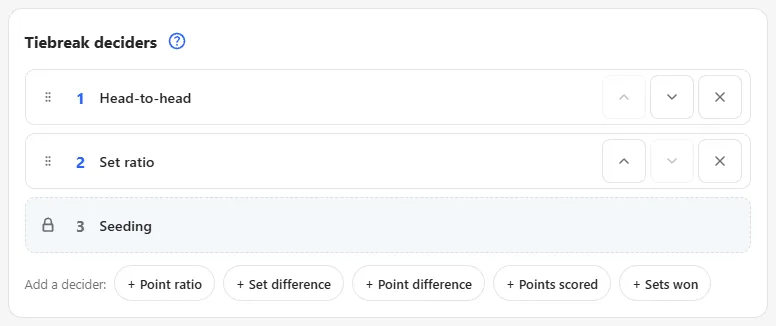 Tiebreak deciders ?
1 Head-to-head
2 Set ratio
3 Seeding
Add a decider: + Point ratio + Set difference + Point difference + Points scored + Sets won